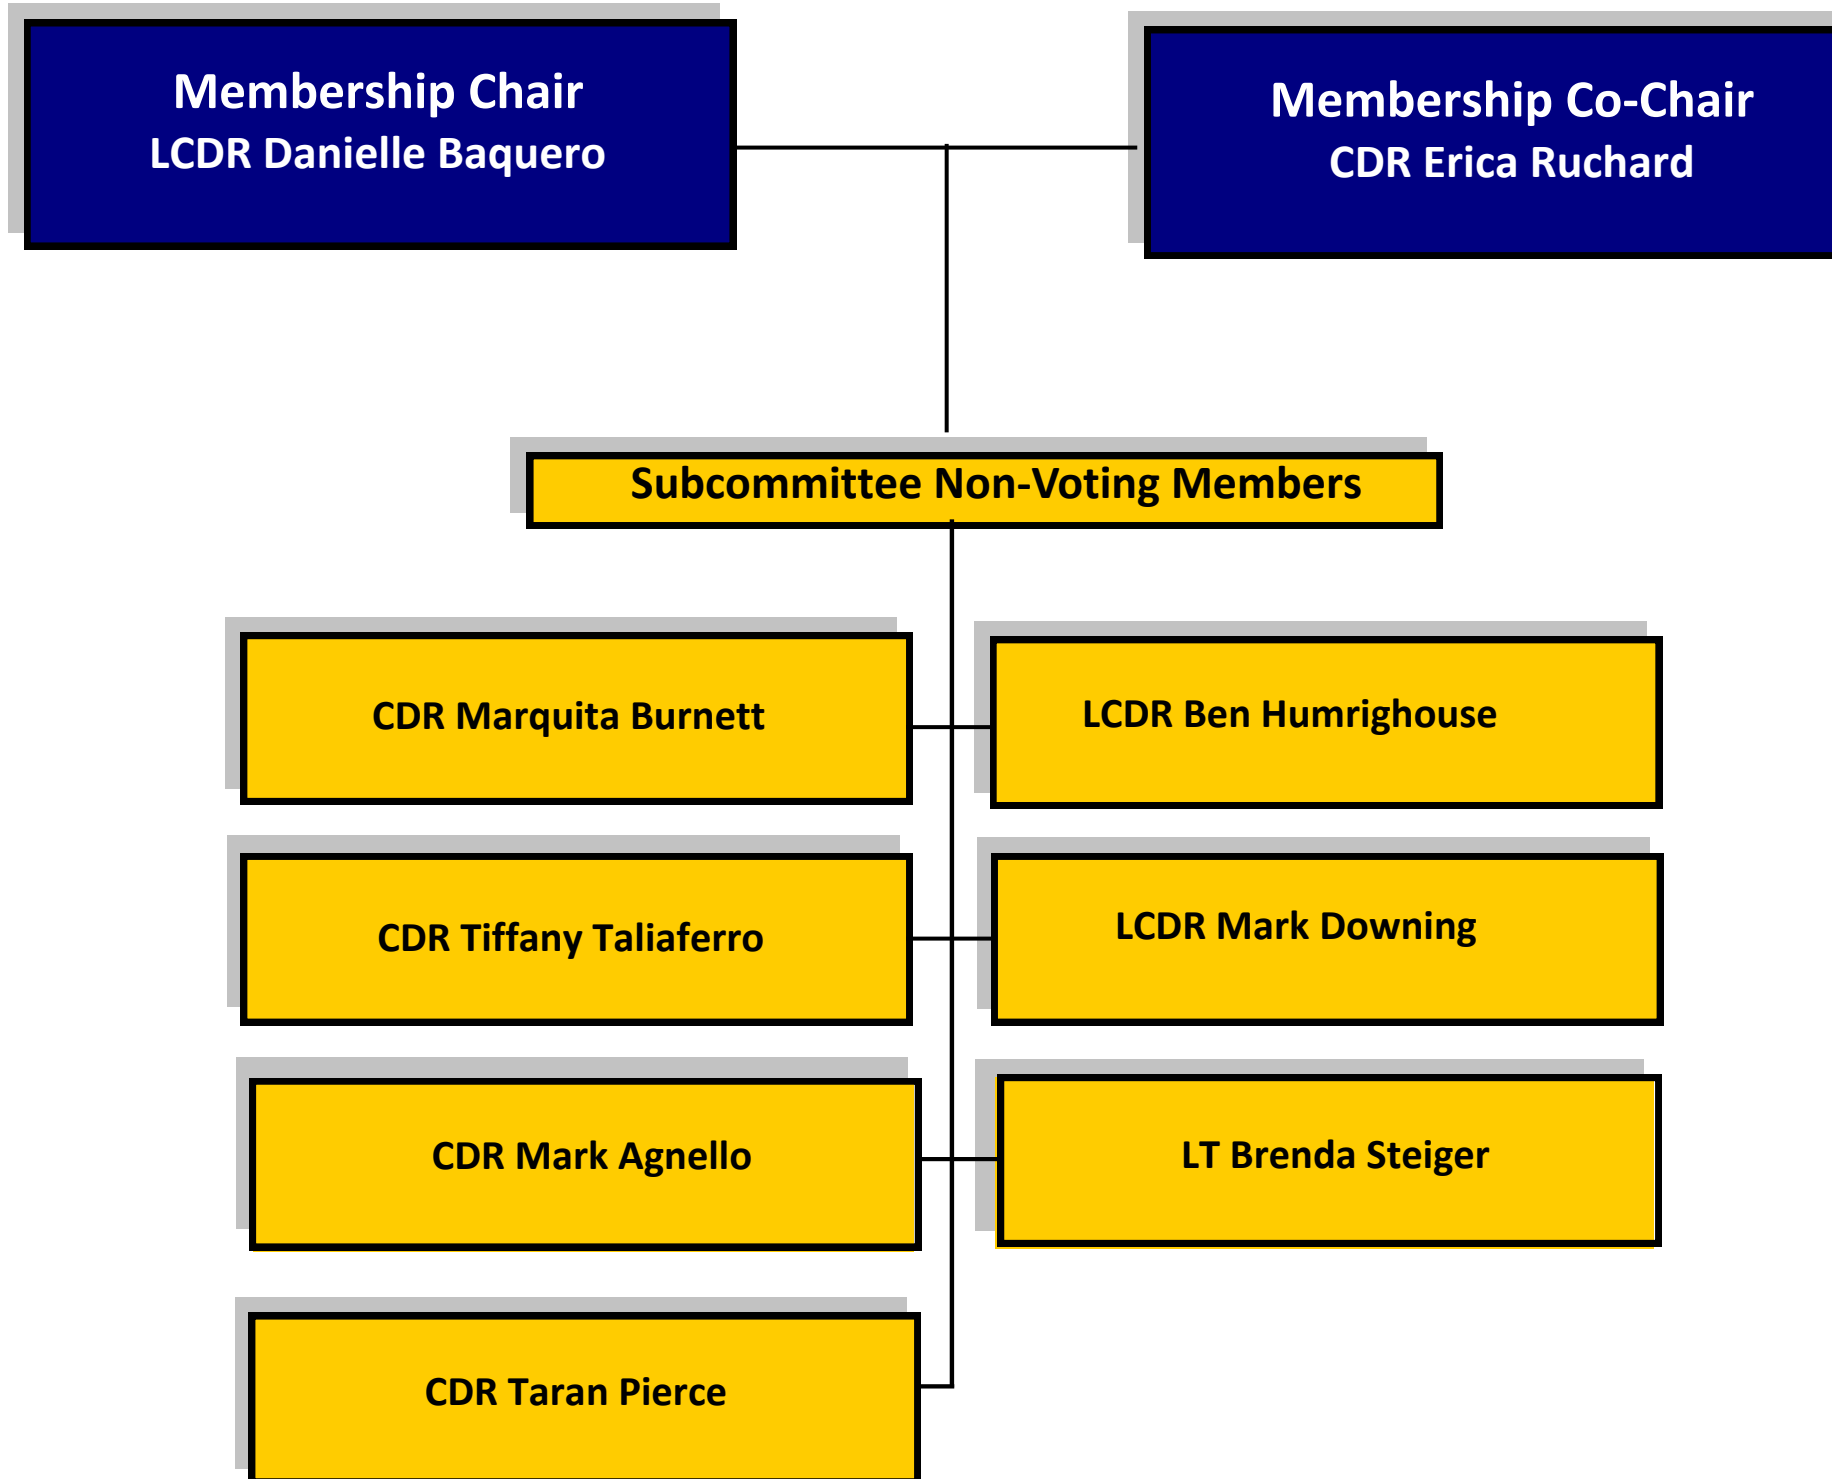 Membership Chair
LCDR Danielle Baquero
Membership Co-Chair
CDR Erica Ruchard
Subcommittee Non-Voting Members
CDR Marquita Burnett
LCDR Ben Humrighouse
CDR Tiffany Taliaferro
LCDR Mark Downing
CDR Mark Agnello
LT Brenda Steiger
CDR Taran Pierce